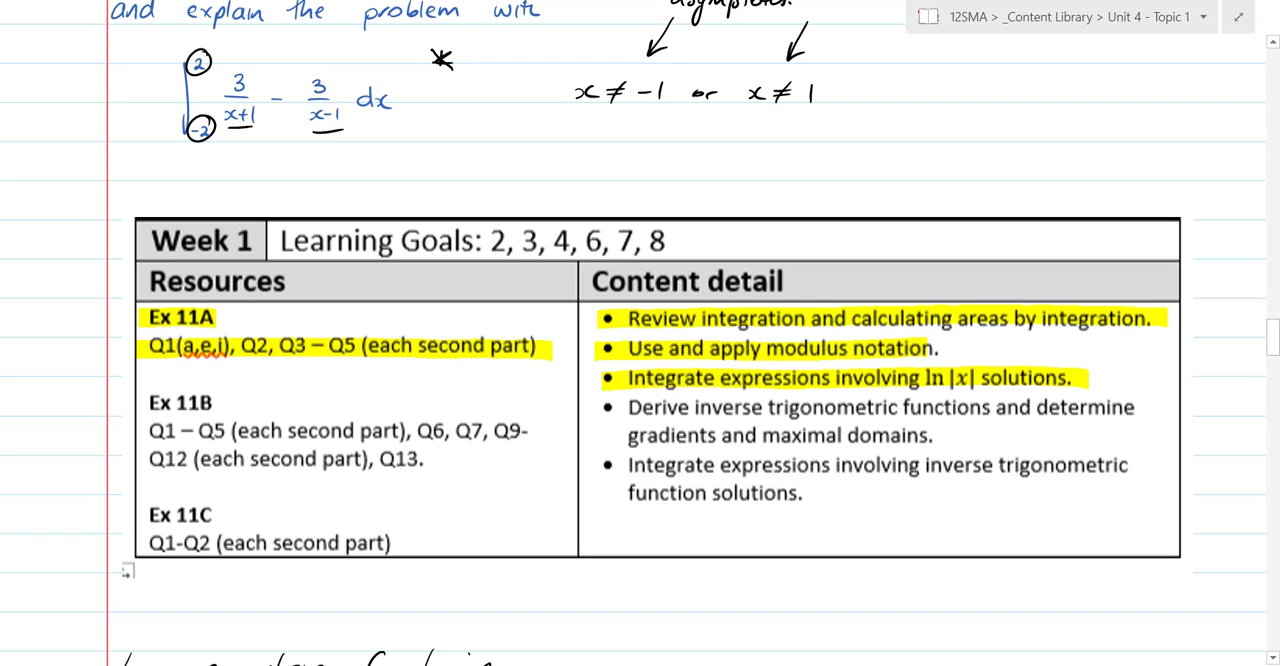 and explain the problem with
asymptotes.
12SMA > _Content Library > Unit 4 - Topic 1
∫₋₂² 3/(x+1) - 3/(x-1) dx
*
x ≠ -1 or x ≠ 1
Week 1
Learning Goals: 2, 3, 4, 6, 7, 8
Resources
Content detail
Ex 11A
Q1(a,e,i), Q2, Q3 – Q5 (each second part)
Ex 11B
Q1 – Q5 (each second part), Q6, Q7, Q9-
Q12 (each second part), Q13.
Ex 11C
Q1-Q2 (each second part)
• Review integration and calculating areas by integration.
• Use and apply modulus notation.
• Integrate expressions involving ln |x| solutions.
• Derive inverse trigonometric functions and determine
gradients and maximal domains.
• Integrate expressions involving inverse trigonometric
function solutions.